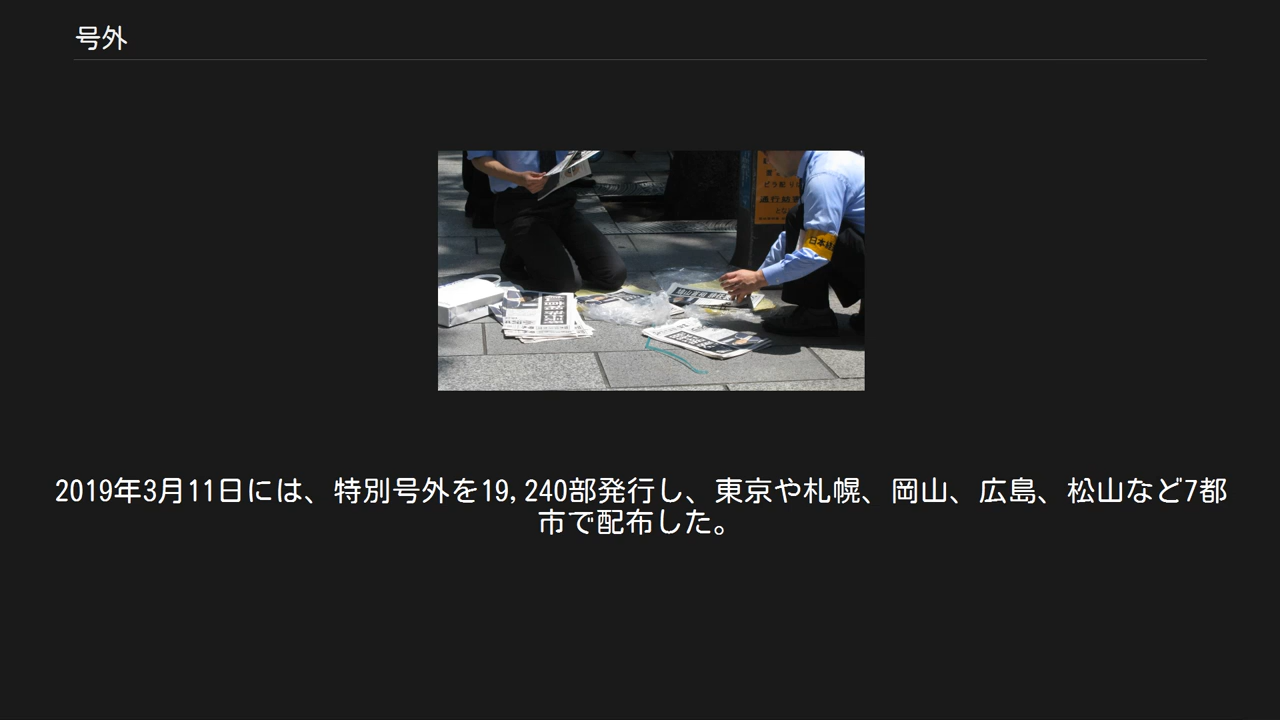 号外
日本経
2019年3月11日には、特別号外を19,240部発行し、東京や札幌、岡山、広島、松山など7都
市で配布した。